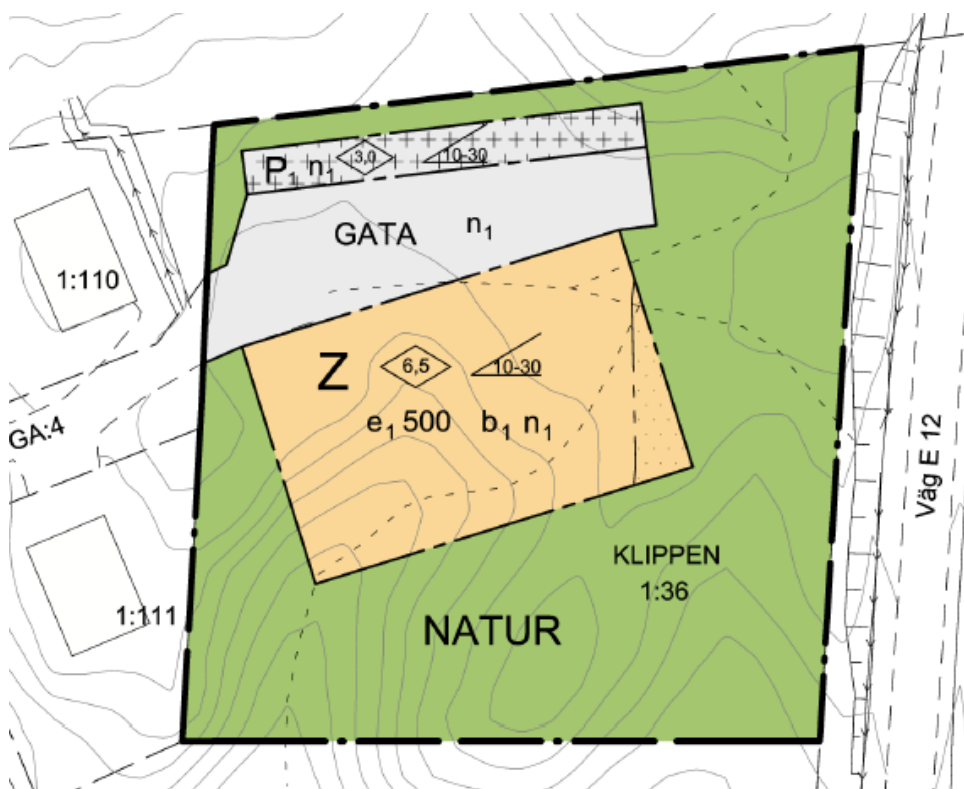 P₁ n₁ 3,0 10-30
GATA n₁
1:110
Z 6,5 10-30
e₁ 500 b₁ n₁
GA:4
Väg E 12
KLIPPEN
1:36
1:111
NATUR